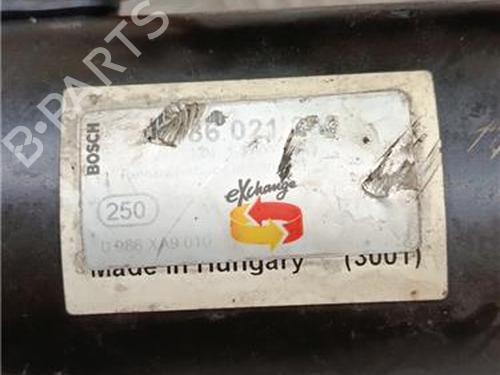 B-PARTS
BOSCH
86 021
eXchange
250
0 986 XA9 010
Made in Hungary (3001)